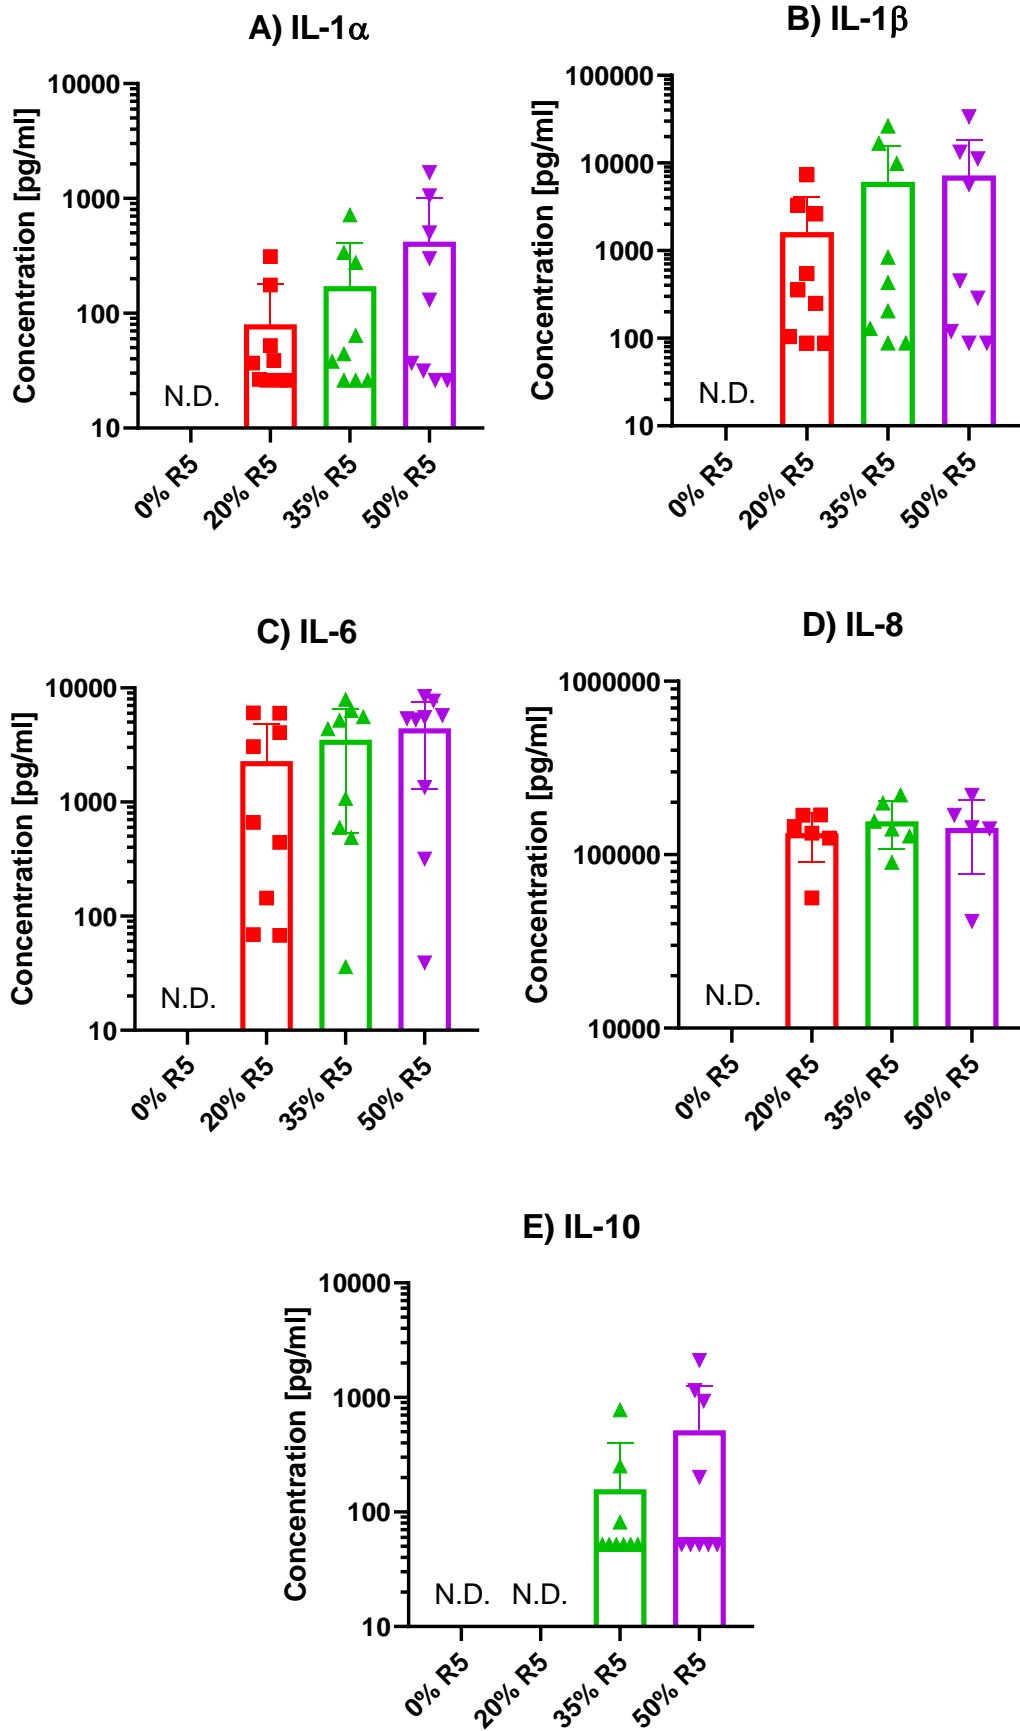 A) IL-1α
Concentration [pg/ml]
10000
1000
100
10
N.D.
0% R5
20% R5
35% R5
50% R5
B) IL-1β
Concentration [pg/ml]
100000
10000
1000
100
10
N.D.
0% R5
20% R5
35% R5
50% R5
C) IL-6
Concentration [pg/ml]
10000
1000
100
10
N.D.
0% R5
20% R5
35% R5
50% R5
D) IL-8
Concentration [pg/ml]
1000000
100000
10000
N.D.
0% R5
20% R5
35% R5
50% R5
E) IL-10
Concentration [pg/ml]
10000
1000
100
10
N.D.
N.D.
0% R5
20% R5
35% R5
50% R5